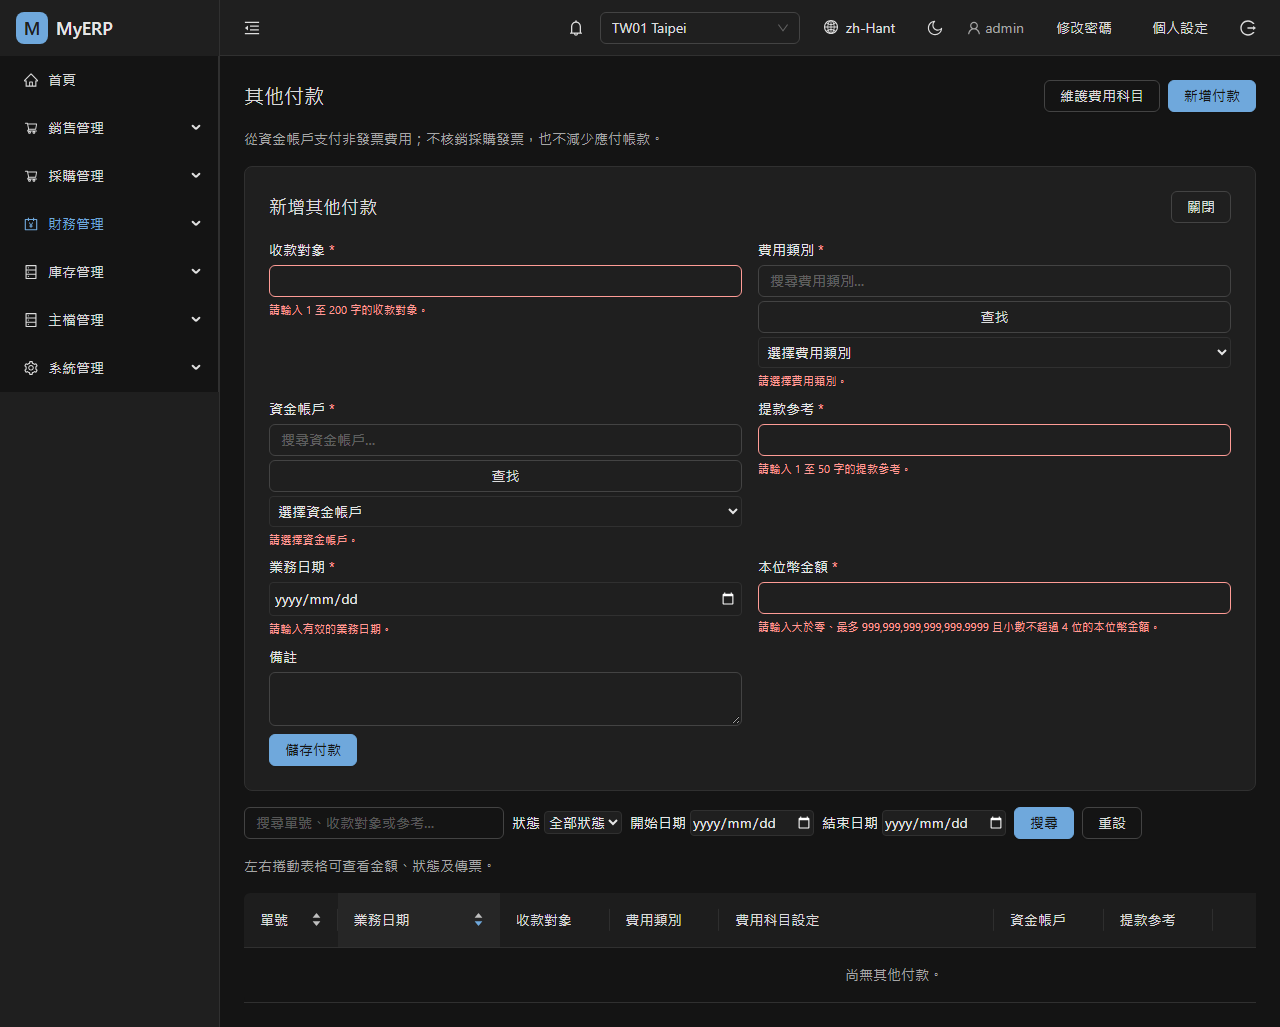 M MyERP
TW01 Taipei
zh-Hant
admin
修改密碼
個人設定
首頁
銷售管理
採購管理
財務管理
庫存管理
主檔管理
系統管理
其他付款
維護費用科目
新增付款
從資金帳戶支付非發票費用；不核銷採購發票，也不減少應付帳款。
新增其他付款
關閉
收款對象 *
請輸入 1 至 200 字的收款對象。
費用類別 *
搜尋費用類別...
查找
選擇費用類別
請選擇費用類別。
資金帳戶 *
搜尋資金帳戶...
查找
選擇資金帳戶
請選擇資金帳戶。
提款參考 *
請輸入 1 至 50 字的提款參考。
業務日期 *
yyyy/mm/dd
請輸入有效的業務日期。
本位幣金額 *
請輸入大於零、最多 999,999,999,999,999.9999 且小數不超過 4 位的本位幣金額。
備註
儲存付款
搜尋單號、收款對象或參考... 狀態 全部狀態 開始日期 yyyy/mm/dd 結束日期 yyyy/mm/dd 搜尋 重設
左右捲動表格可查看金額、狀態及傳票。
單號 業務日期 收款對象 費用類別 費用科目設定 資金帳戶 提款參考
尚無其他付款。